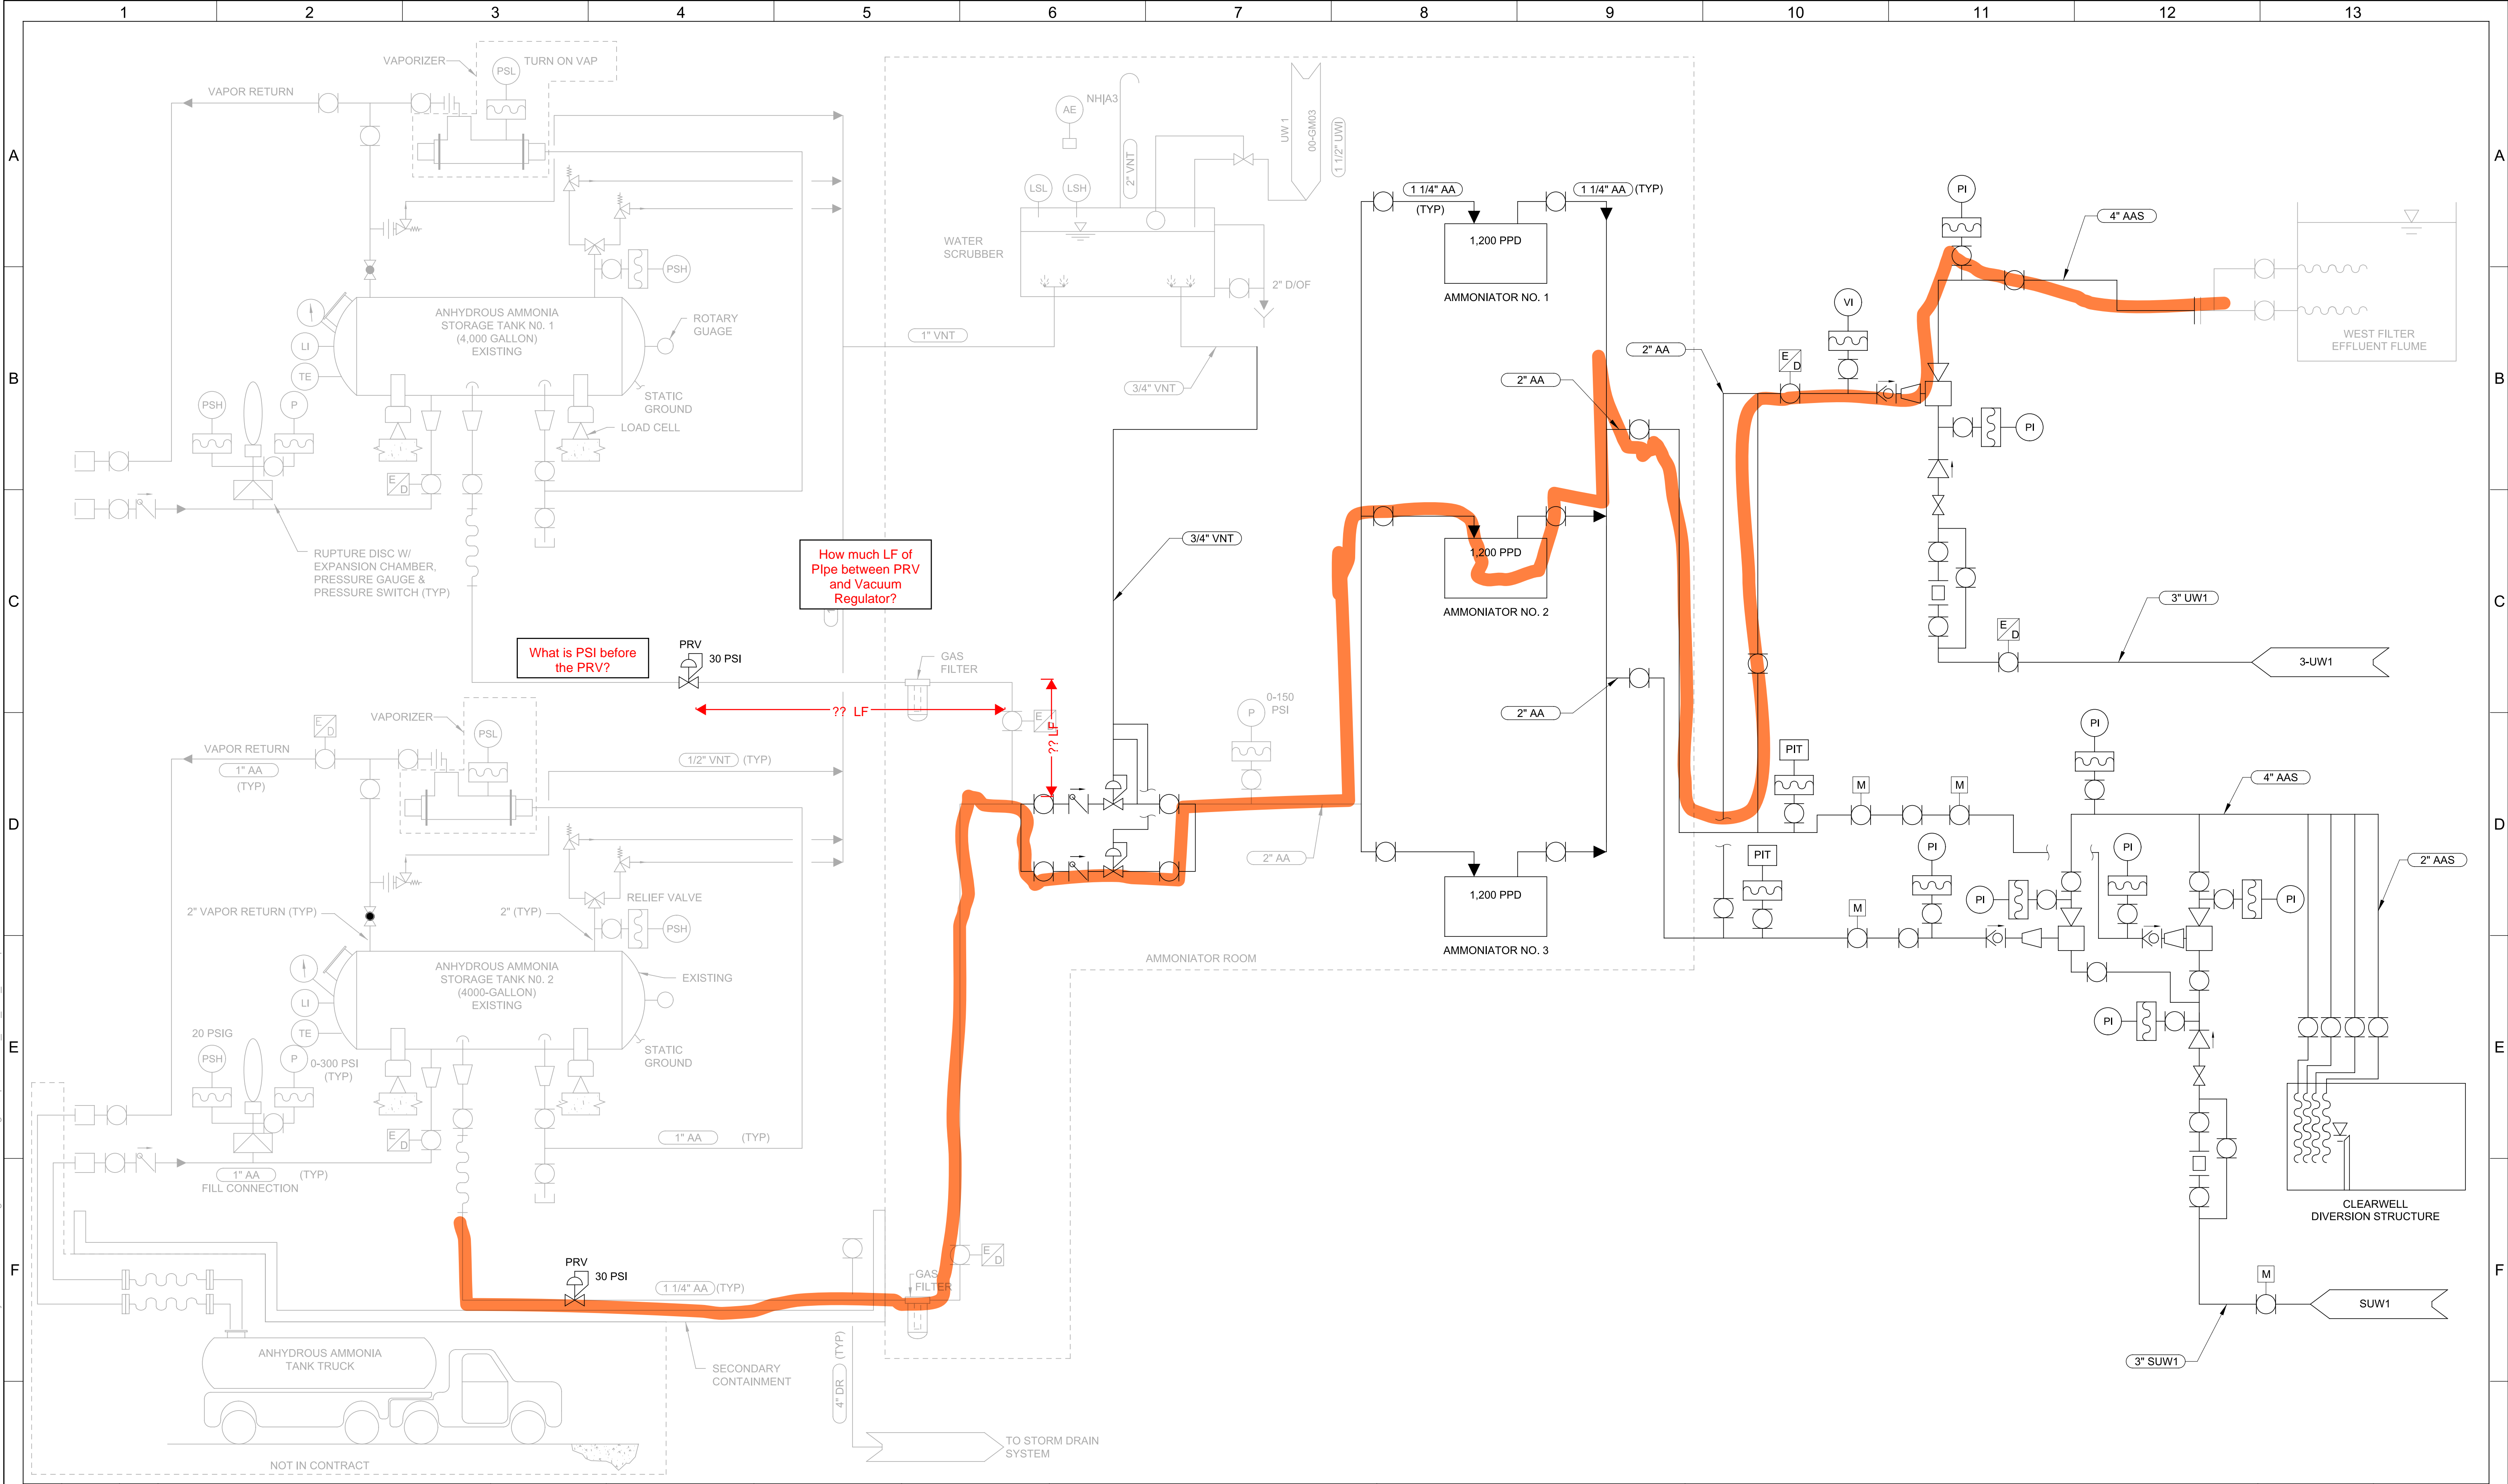 1
2
3
4
5
6
7
8
9
10
11
12
13
A
A
B
B
C
C
D
D
E
E
F
F
VAPORIZER
PSL
TURN ON VAP
VAPOR RETURN
PSH
ANHYDROUS AMMONIA
STORAGE TANK N0. 1
(4,000 GALLON)
EXISTING
ROTARY
GUAGE
LI
TE
STATIC
GROUND
LOAD CELL
PSH
P
E
D
RUPTURE DISC W/
EXPANSION CHAMBER,
PRESSURE GAUGE &
PRESSURE SWITCH (TYP)
AE
NH|A3
LSL
LSH
2" VNT
UW 1
00-GM03
1 1/2" UWI
WATER
SCRUBBER
2" D/OF
1" VNT
3/4" VNT
3/4" VNT
How much LF of
PIpe between PRV
and Vacuum
Regulator?
What is PSI before
the PRV?
PRV
30 PSI
GAS
FILTER
?? LF
?? LF
E
D
0-150
PSI
P
2" AA
1 1/4" AA
(TYP)
1 1/4" AA
(TYP)
1,200 PPD
AMMONIATOR NO. 1
1,200 PPD
AMMONIATOR NO. 2
1,200 PPD
AMMONIATOR NO. 3
AMMONIATOR ROOM
2" AA
2" AA
2" AA
E
D
VI
PI
4" AAS
PI
WEST FILTER
EFFLUENT FLUME
E
D
3" UW1
3-UW1
PIT
M
M
PIT
M
PI
PI
PI
PI
PI
4" AAS
2" AAS
PI
CLEARWELL
DIVERSION STRUCTURE
M
SUW1
3" SUW1
E
D
VAPORIZER
PSL
VAPOR RETURN
1" AA
(TYP)
1/2" VNT
(TYP)
2" VAPOR RETURN (TYP)
2" (TYP)
RELIEF VALVE
PSH
ANHYDROUS AMMONIA
STORAGE TANK N0. 2
(4000-GALLON)
EXISTING
EXISTING
LI
TE
STATIC
GROUND
20 PSIG
PSH
P
0-300 PSI
(TYP)
E
D
1" AA
(TYP)
1" AA
(TYP)
FILL CONNECTION
PRV
30 PSI
1 1/4" AA
(TYP)
GAS
FILTER
E
D
SECONDARY
CONTAINMENT
4" DR
(TYP)
TO STORM DRAIN
SYSTEM
ANHYDROUS AMMONIA
TANK TRUCK
NOT IN CONTRACT